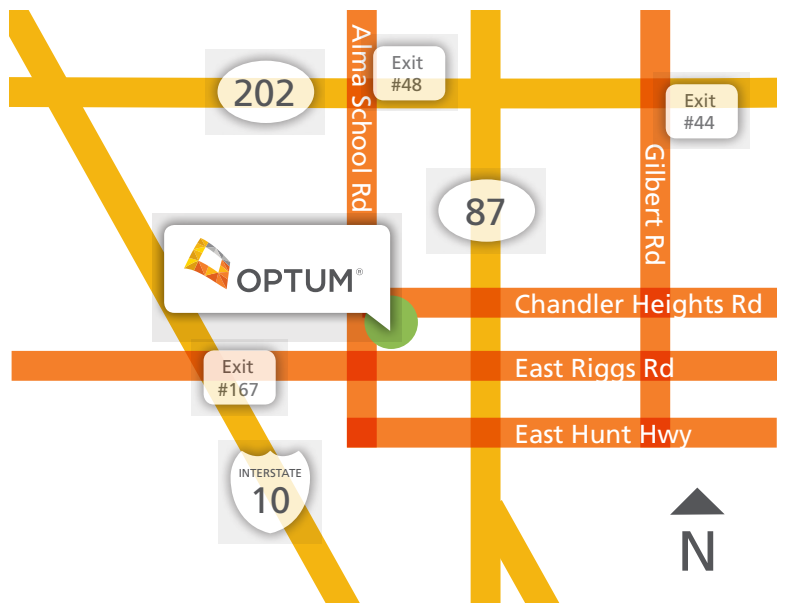 Alma School Rd
Exit
#48
202
Exit
#44
Gilbert Rd
87
OPTUM®
Chandler Heights Rd
East Riggs Rd
Exit
#167
East Hunt Hwy
INTERSTATE
10
N